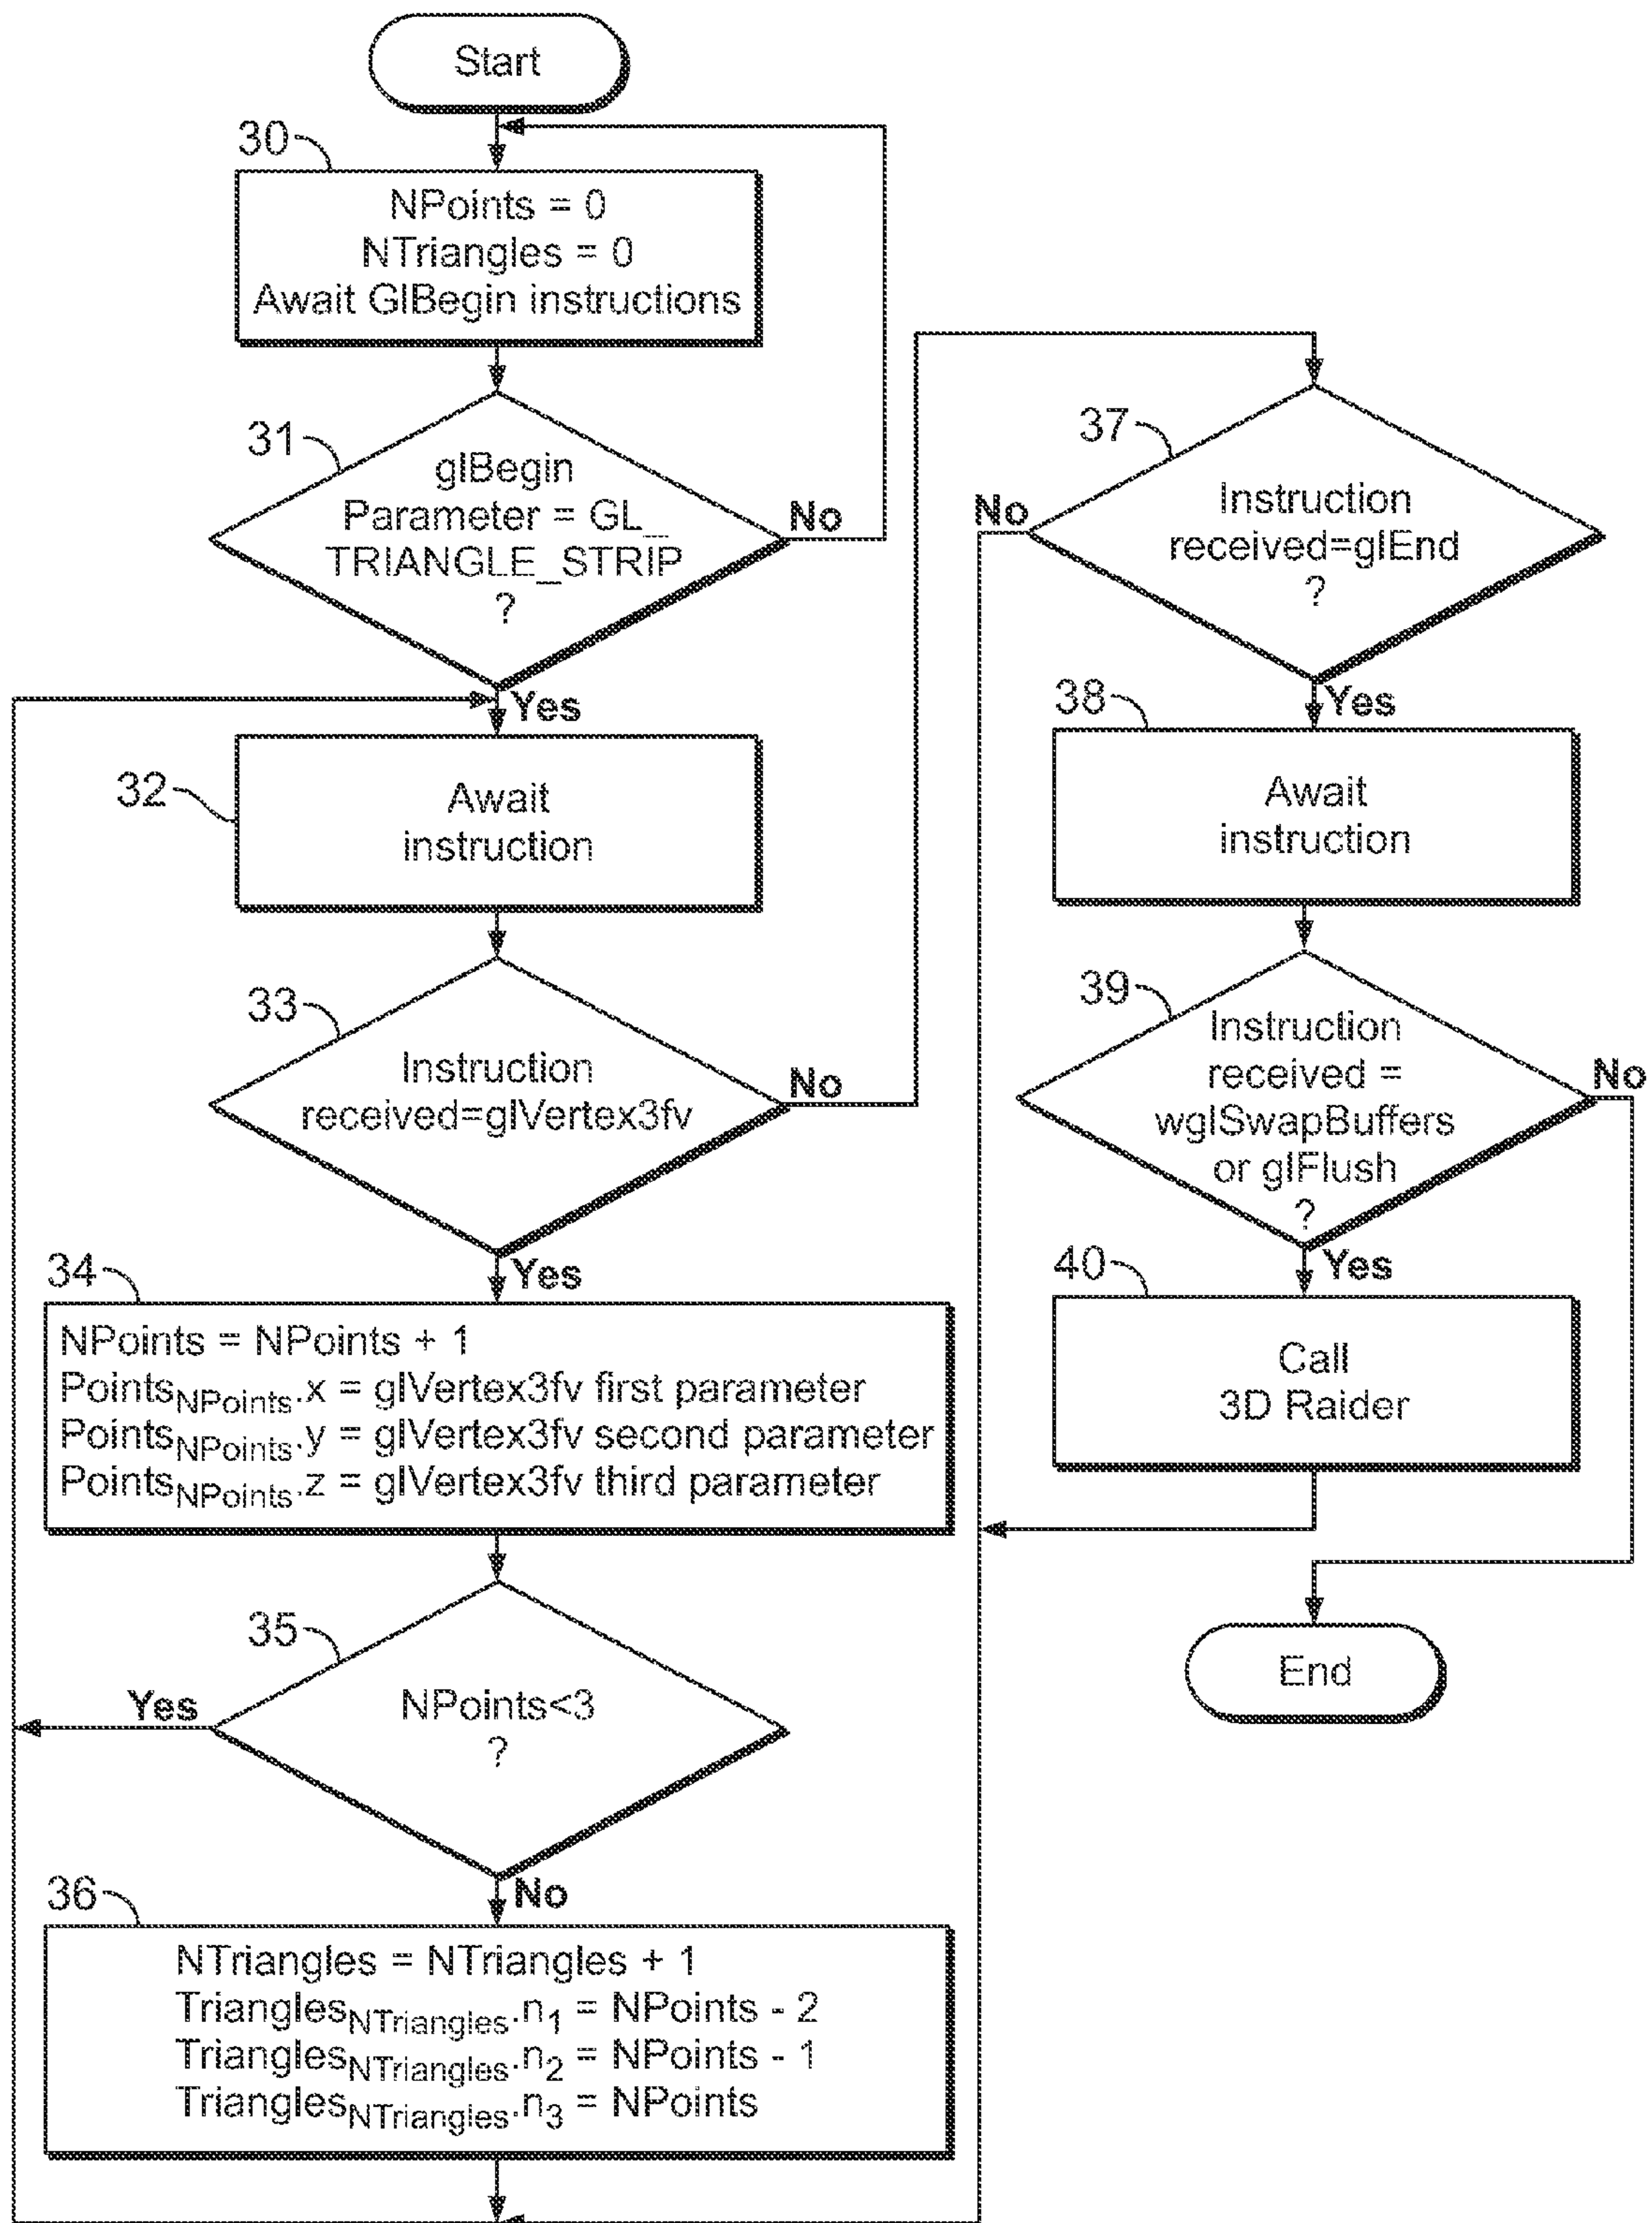 Start
30
NPoints = 0
NTriangles = 0
Await GlBegin instructions
31
glBegin
Parameter = GL_
TRIANGLE_STRIP
?
No
Yes
32
Await
instruction
33
Instruction
received=glVertex3fv
No
Yes
34
NPoints = NPoints + 1
PointsNPoints.x = glVertex3fv first parameter
PointsNPoints.y = glVertex3fv second parameter
PointsNPoints.z = glVertex3fv third parameter
35
NPoints<3
?
Yes
No
36
NTriangles = NTriangles + 1
TrianglesNTriangles.n1 = NPoints - 2
TrianglesNTriangles.n2 = NPoints - 1
TrianglesNTriangles.n3 = NPoints
37
Instruction
received=glEnd
?
No
Yes
38
Await
instruction
39
Instruction
received =
wglSwapBuffers
or glFlush
?
No
Yes
40
Call
3D Raider
End